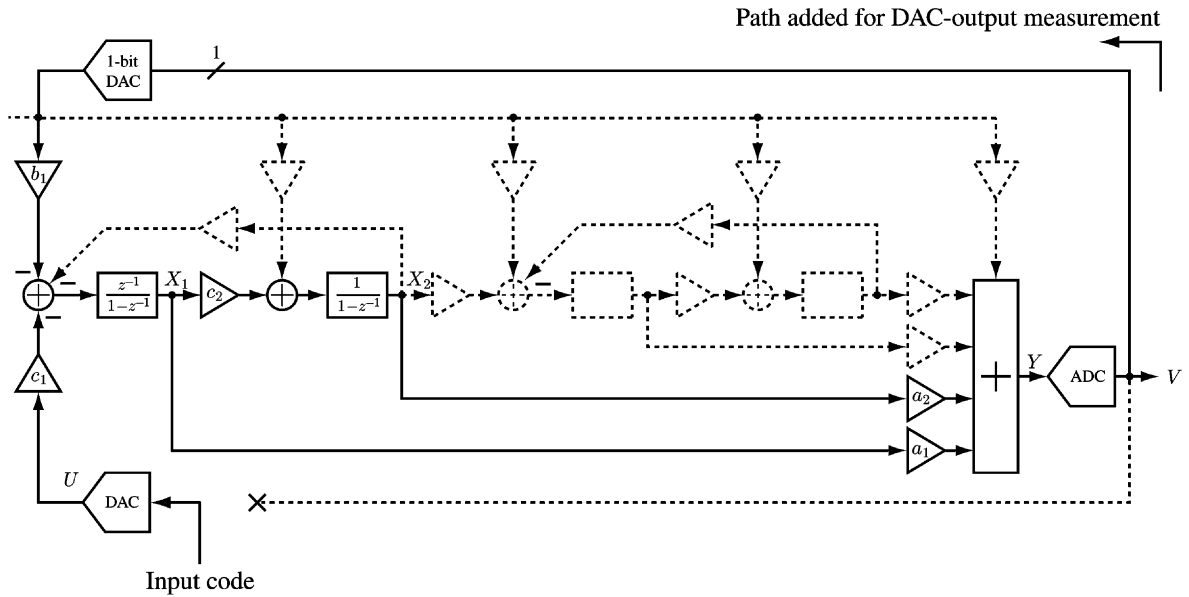 Path added for DAC-output measurement
1-bit
DAC
1
b₁
−
−
−
+
z⁻¹
1−z⁻¹
X₁
c₂
+
1
1−z⁻¹
X₂
+
−
+
c₁
a₂
a₁
+
Y
ADC
V
U
DAC
Input code